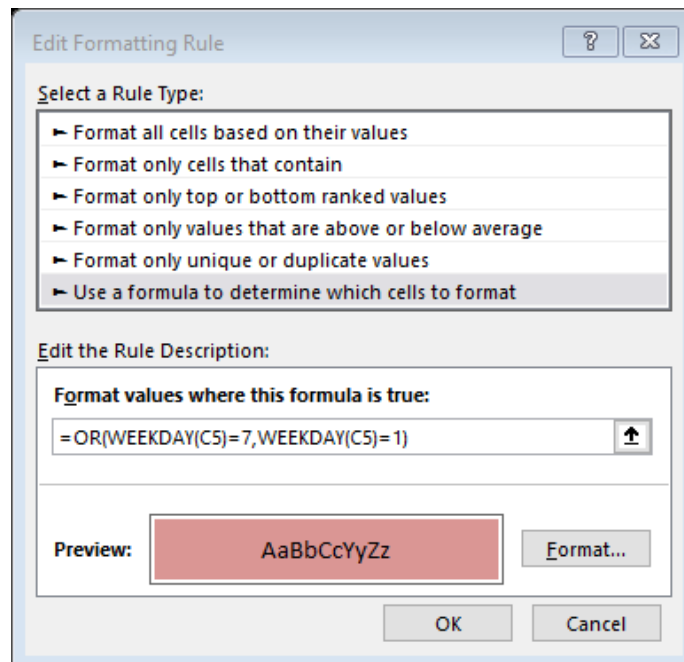 Edit Formatting Rule
Select a Rule Type:
► Format all cells based on their values
► Format only cells that contain
► Format only top or bottom ranked values
► Format only values that are above or below average
► Format only unique or duplicate values
► Use a formula to determine which cells to format
Edit the Rule Description:
Format values where this formula is true:
=OR(WEEKDAY(C5)=7,WEEKDAY(C5)=1)
Preview: AaBbCcYyZz Format...
OK Cancel